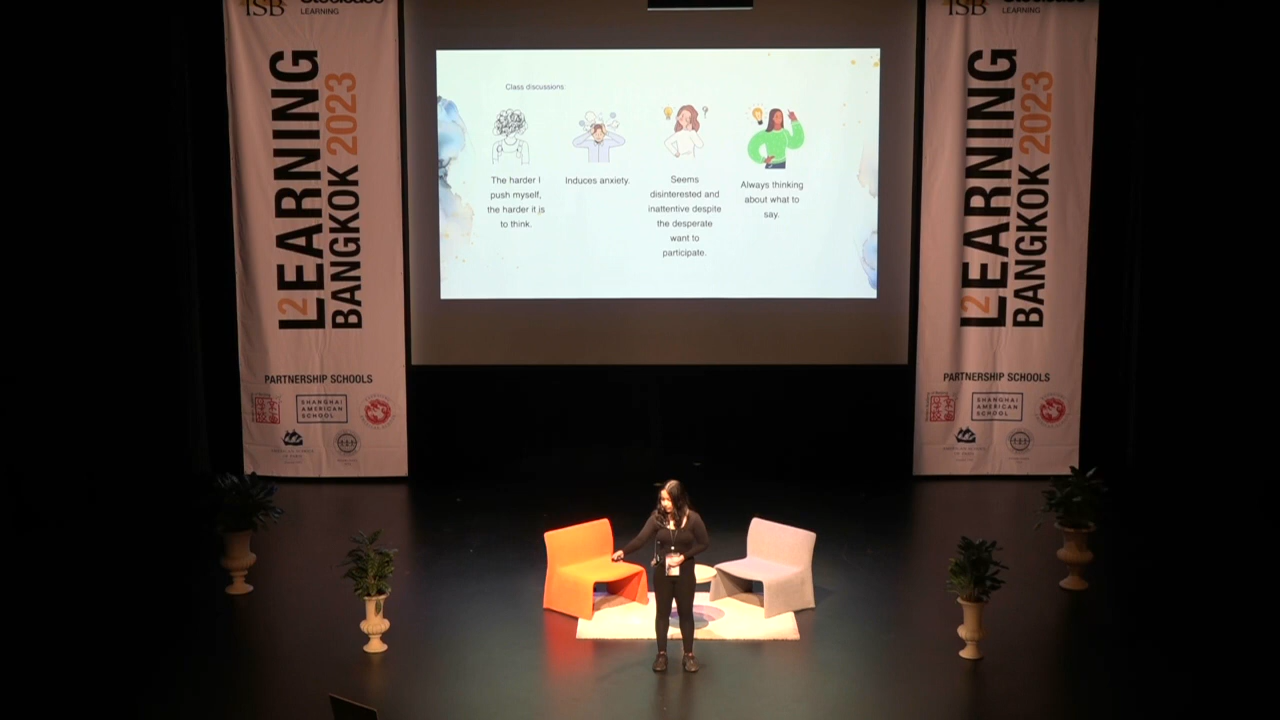 ISB
LEARNING
L2EARNING
BANGKOK 2023
PARTNERSHIP SCHOOLS
SHANGHAI
AMERICAN
SCHOOL
Class discussions
The harder I
push myself,
the harder it is
to think.
Induces anxiety.
Seems
disinterested and
inattentive despite
the desperate
want to
participate.
Always thinking
about what to
say.
ISB
LEARNING
L2EARNING
BANGKOK 2023
PARTNERSHIP SCHOOLS
SHANGHAI
AMERICAN
SCHOOL